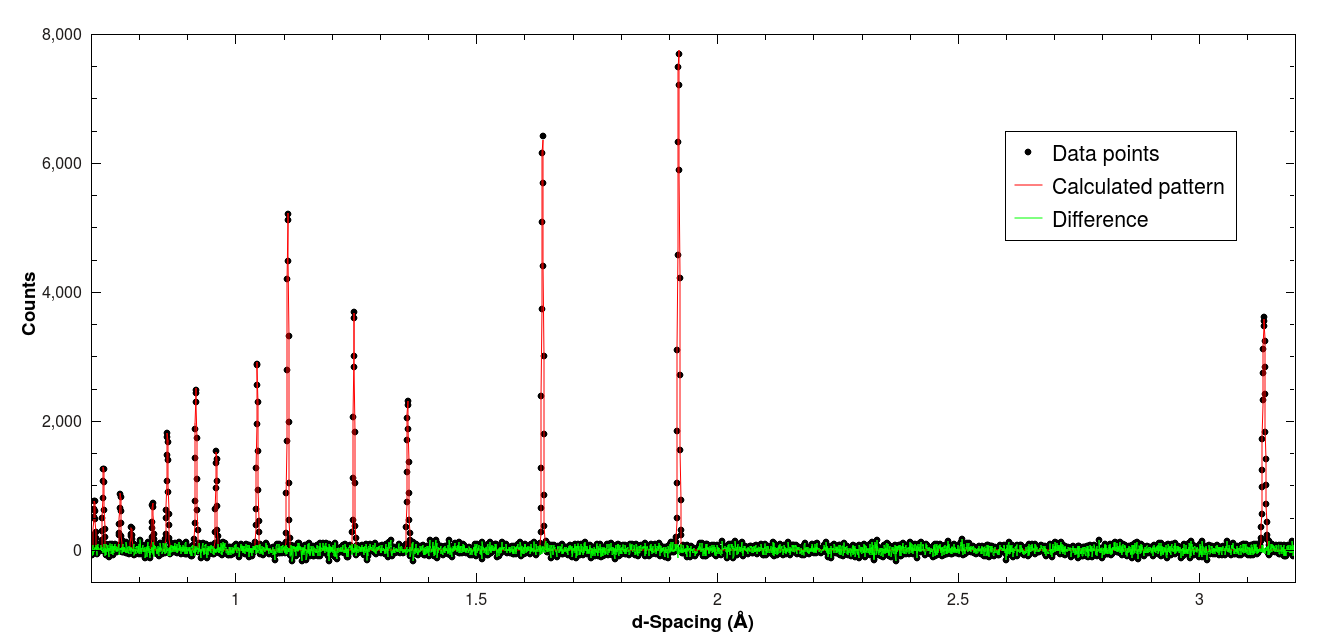 8,000
6,000
4,000
2,000
0
Counts
Data points
Calculated pattern
Difference
1
1.5
2
2.5
3
d-Spacing (Å)